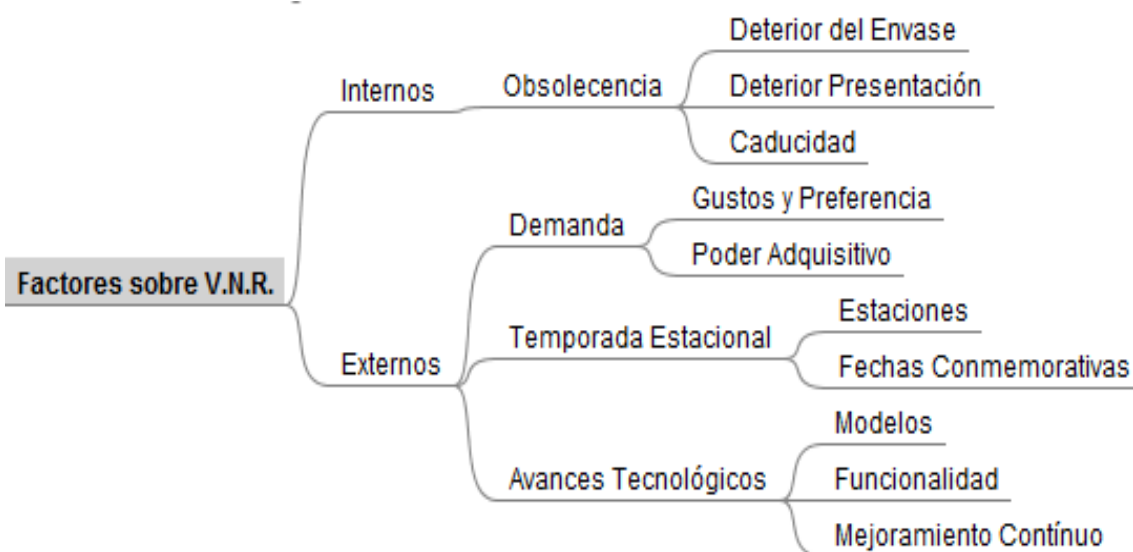 Factores sobre V.N.R.
Internos
Obsolecencia
Deterior del Envase
Deterior Presentación
Caducidad
Externos
Demanda
Gustos y Preferencia
Poder Adquisitivo
Temporada Estacional
Estaciones
Fechas Conmemorativas
Avances Tecnológicos
Modelos
Funcionalidad
Mejoramiento Contínuo